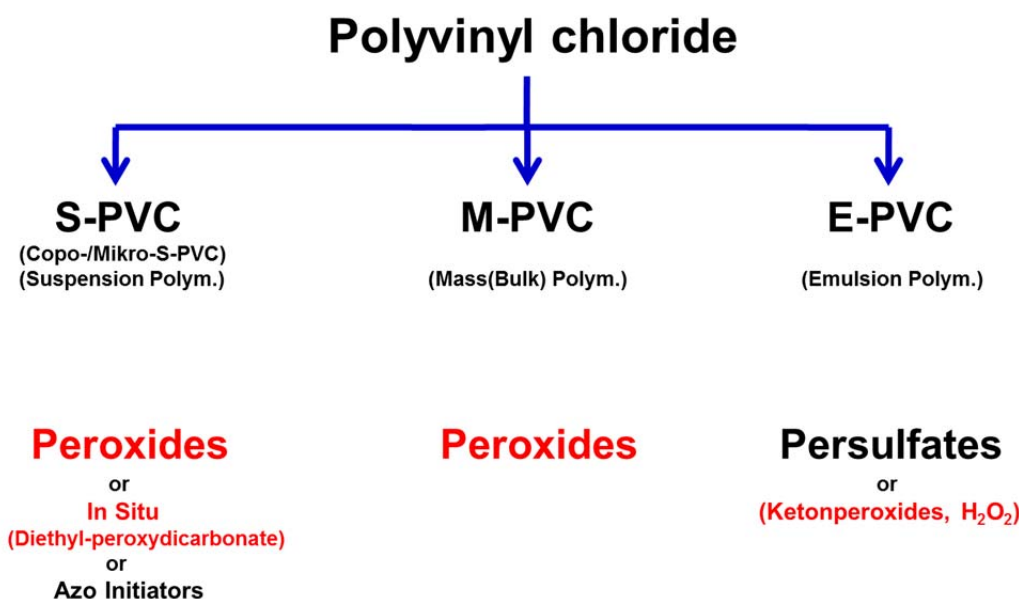 Polyvinyl chloride
S-PVC
(Copo-/Mikro-S-PVC)
(Suspension Polym.)
M-PVC
(Mass(Bulk) Polym.)
E-PVC
(Emulsion Polym.)
Peroxides
or
In Situ
(Diethyl-peroxydicarbonate)
or
Azo Initiators
Peroxides
Persulfates
or
(Ketonperoxides, H₂O₂)